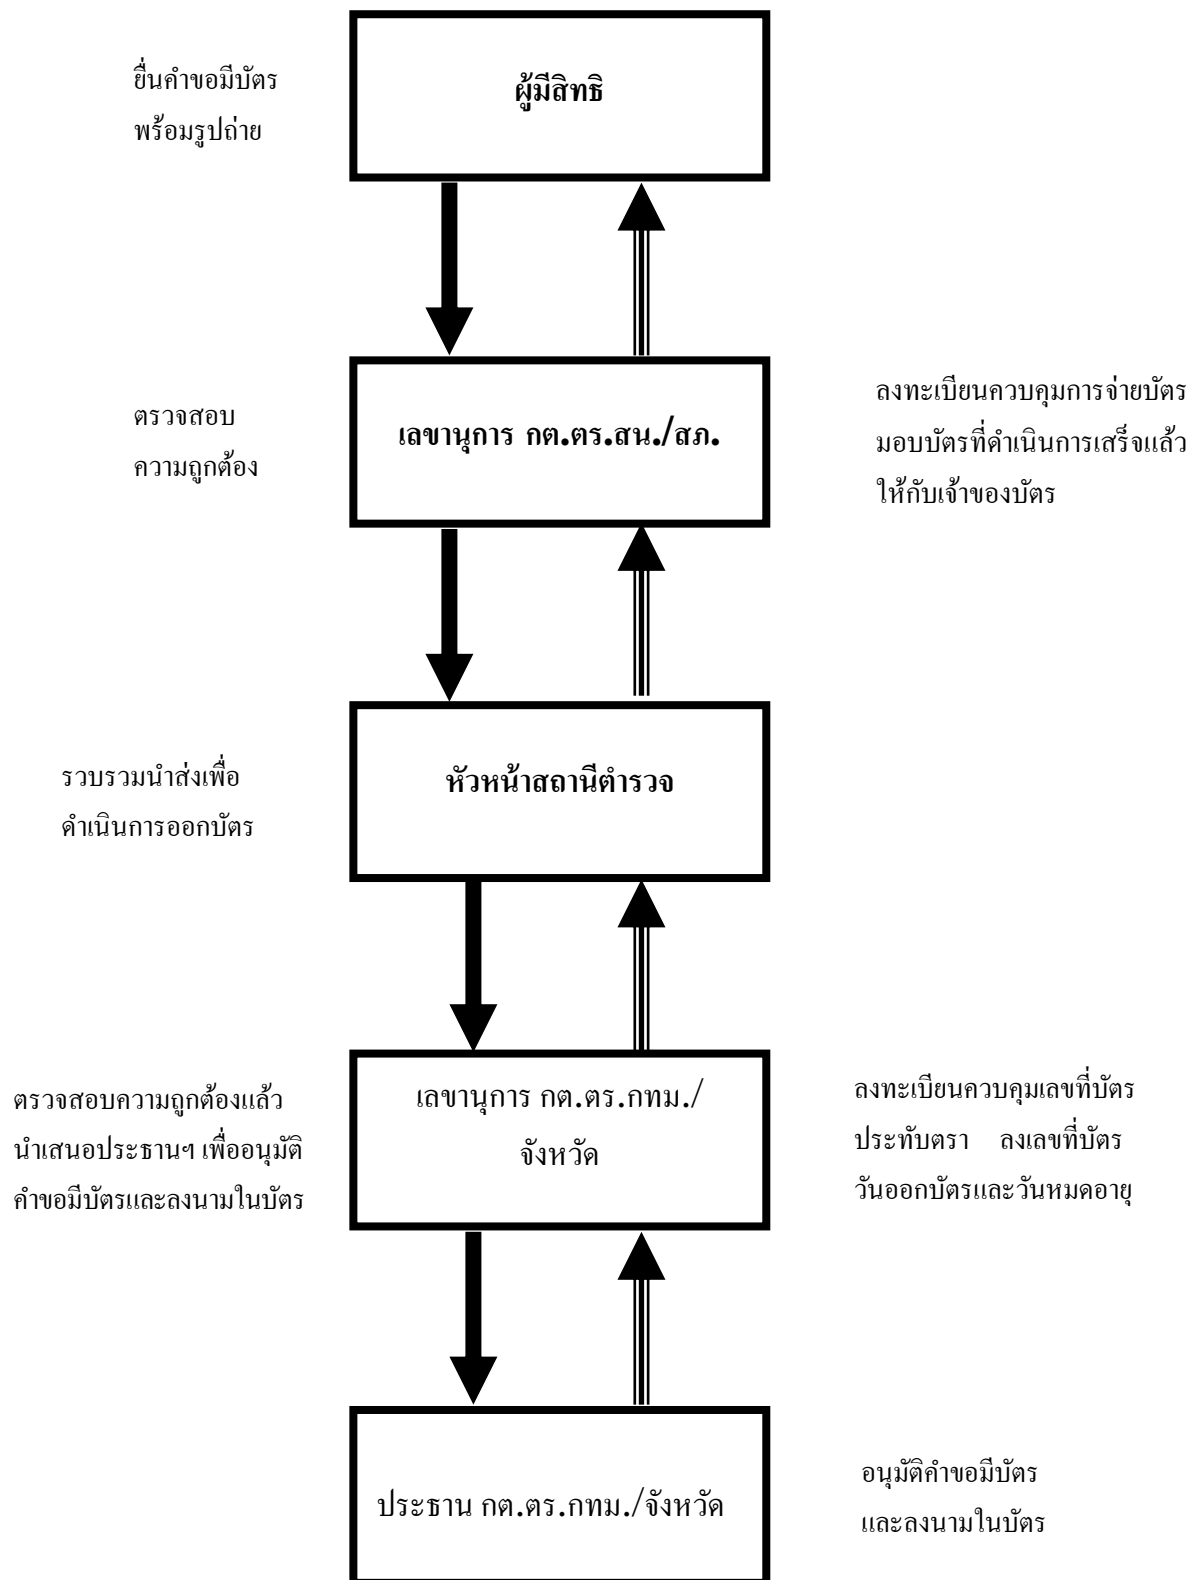 ยื่นคำขอมีบัตร
พร้อมรูปถ่าย
ผู้มีสิทธิ
ตรวจสอบ
ความถูกต้อง
เลขานุการ กต.ตร.สน./สภ.
ลงทะเบียนควบคุมการจ่ายบัตร
มอบบัตรที่ดำเนินการเสร็จแล้ว
ให้กับเจ้าของบัตร
รวบรวมนำส่งเพื่อ
ดำเนินการออกบัตร
หัวหน้าสถานีตำรวจ
ตรวจสอบความถูกต้องแล้ว
นำเสนอประธานฯ เพื่ออนุมัติ
คำขอมีบัตรและลงนามในบัตร
เลขานุการ กต.ตร.กทม./
จังหวัด
ลงทะเบียนควบคุมเลขที่บัตร
ประทับตรา ลงเลขที่บัตร
วันออกบัตรและวันหมดอายุ
ประธาน กต.ตร.กทม./จังหวัด
อนุมัติคำขอมีบัตร
และลงนามในบัตร